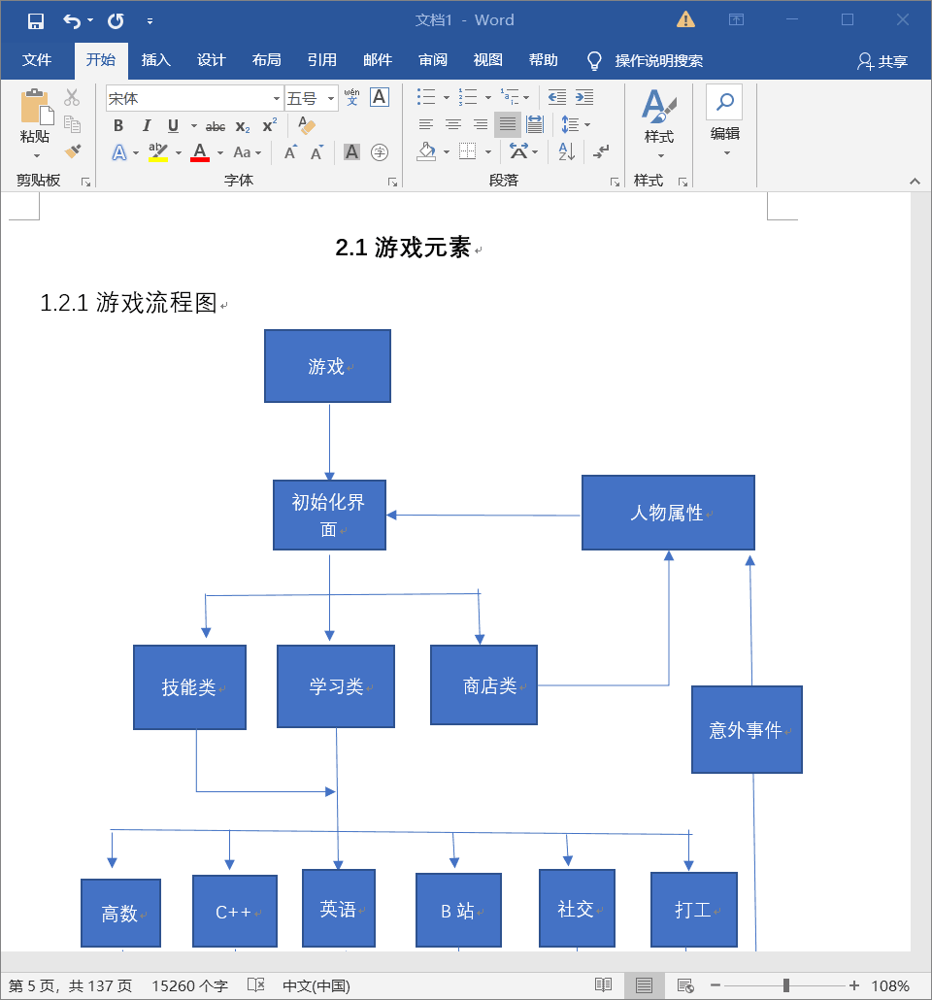 文档1 - Word
文件 开始 插入 设计 布局 引用 邮件 审阅 视图 帮助 操作说明搜索 共享
宋体 五号 wén 文 A
粘贴 B I U abc X₂ X² 样式 编辑
A ab A Aa A A A 字 A Z
剪贴板 字体 段落 样式
2.1 游戏元素
1.2.1 游戏流程图
游戏
初始化界
面
人物属性
技能类 学习类 商店类
意外事件
高数 C++ 英语 B 站 社交 打工
第 5 页，共 137 页 15260 个字 中文(中国) 108%